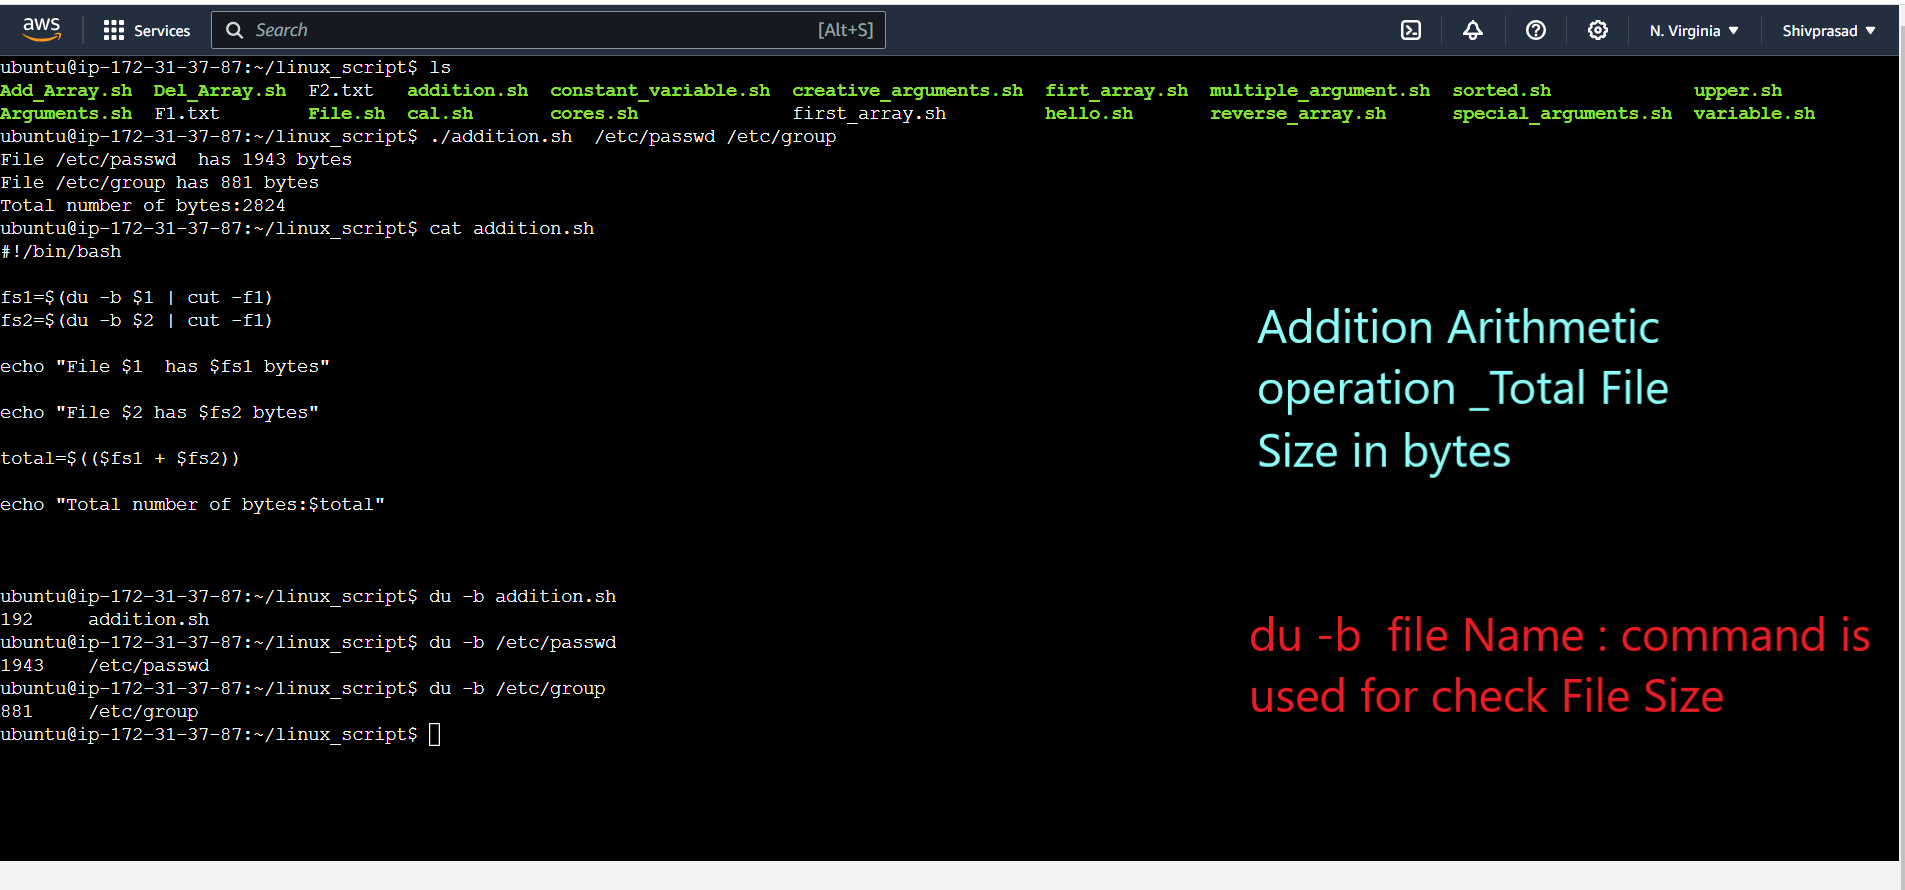 aws Services Search [Alt+S] N. Virginia ▼ Shivprasad ▼
ubuntu@ip-172-31-37-87:~/linux_script$ ls
Add_Array.sh  Del_Array.sh  F2.txt   addition.sh  constant_variable.sh  creative_arguments.sh  firt_array.sh  multiple_argument.sh  sorted.sh             upper.sh
Arguments.sh  F1.txt        File.sh  cal.sh       cores.sh              first_array.sh         hello.sh       reverse_array.sh      special_arguments.sh  variable.sh
ubuntu@ip-172-31-37-87:~/linux_script$ ./addition.sh  /etc/passwd /etc/group
File /etc/passwd  has 1943 bytes
File /etc/group has 881 bytes
Total number of bytes:2824
ubuntu@ip-172-31-37-87:~/linux_script$ cat addition.sh
#!/bin/bash
fs1=$(du -b $1 | cut -f1)
fs2=$(du -b $2 | cut -f1)
echo "File $1  has $fs1 bytes"
echo "File $2 has $fs2 bytes"
total=$(($fs1 + $fs2))
echo "Total number of bytes:$total"
Addition Arithmetic
operation _Total File
Size in bytes
ubuntu@ip-172-31-37-87:~/linux_script$ du -b addition.sh
192     addition.sh
ubuntu@ip-172-31-37-87:~/linux_script$ du -b /etc/passwd
1943    /etc/passwd
ubuntu@ip-172-31-37-87:~/linux_script$ du -b /etc/group
881     /etc/group
ubuntu@ip-172-31-37-87:~/linux_script$
du -b  file Name : command is
used for check File Size